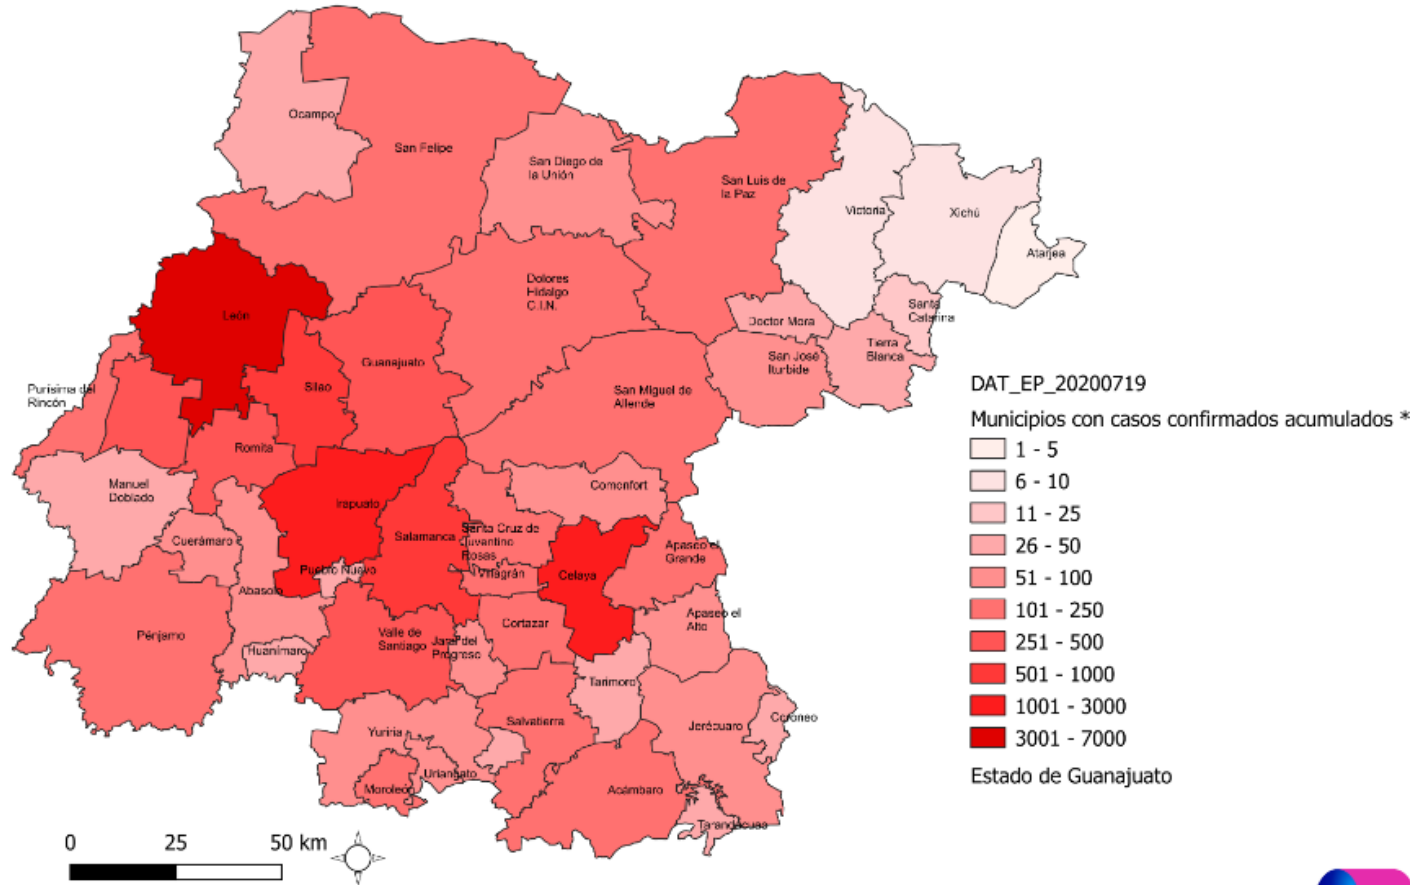 Ocampo
San Felipe
San Diego de
la Unión
San Luis de
la Paz
Victoria
Xichú
Atarjea
Dolores
Hidalgo
C.I.N.
León
Santa
Catarina
Doctor Mora
Tierra
Blanca
San José
Iturbide
Guanajuato
Silao
Purísima del
Rincón
San Miguel de
Allende
Romita
Manuel
Doblado
Comonfort
Irapuato
Salamanca
Santa Cruz de
Juventino
Rosas
Cuerámaro
Apaseo el
Grande
Pueblo Nuevo
Villagrán
Celaya
Abasolo
Apaseo el
Alto
Cortazar
Pénjamo
Valle de
Santiago
Jaral del
Progreso
Huanímaro
Tarimoro
Coroneo
Salvatierra
Jerécuaro
Yuriria
Uriangato
Moroleón
Acámbaro
Tarandacuao
DAT_EP_20200719
Municipios con casos confirmados acumulados *
1 - 5
6 - 10
11 - 25
26 - 50
51 - 100
101 - 250
251 - 500
501 - 1000
1001 - 3000
3001 - 7000
Estado de Guanajuato
0 25 50 km